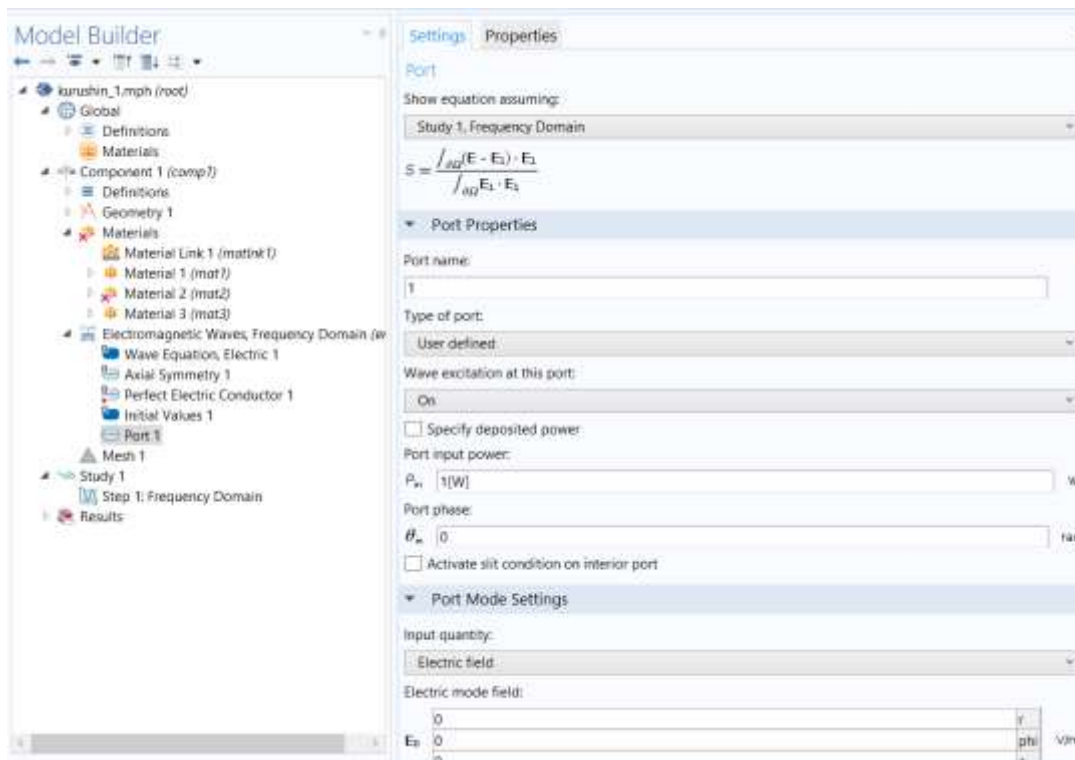 Model Builder
kurushin_1.mph (root)
Global
Definitions
Materials
Component 1 (comp1)
Definitions
Geometry 1
Materials
Material Link 1 (matlnk1)
Material 1 (mat1)
Material 2 (mat2)
Material 3 (mat3)
Electromagnetic Waves, Frequency Domain (e
Wave Equation, Electric 1
Axial Symmetry 1
Perfect Electric Conductor 1
Initial Values 1
Port 1
Mesh 1
Study 1
Step 1: Frequency Domain
Results
Settings Properties
Port
Show equation assuming:
Study 1, Frequency Domain
S = ∫∂Ω(E - E₁) · E₁ / ∫∂Ω E₁ · E₁
Port Properties
Port name:
1
Type of port:
User defined
Wave excitation at this port:
On
Specify deposited power
Port input power:
Pin 1[W] W
Port phase:
θin 0 rad
Activate slit condition on interior port
Port Mode Settings
Input quantity:
Electric field
Electric mode field:
0 r
E₀ 0 phi V/m
0